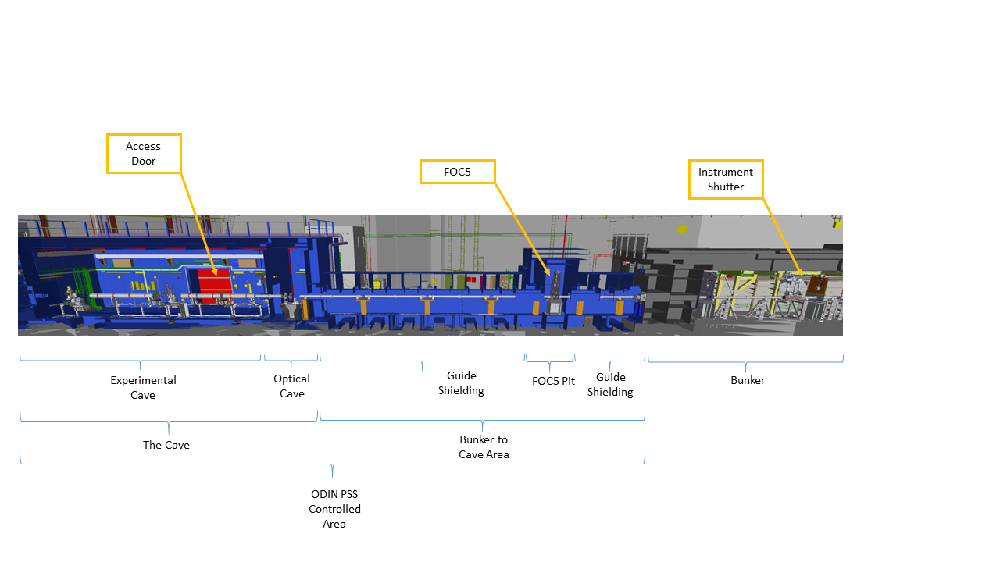 Access
Door
FOC5
Instrument
Shutter
Experimental
Cave
Optical
Cave
Guide
Shielding
FOC5 Pit
Guide
Shielding
Bunker
The Cave
Bunker to
Cave Area
ODIN PSS
Controlled
Area